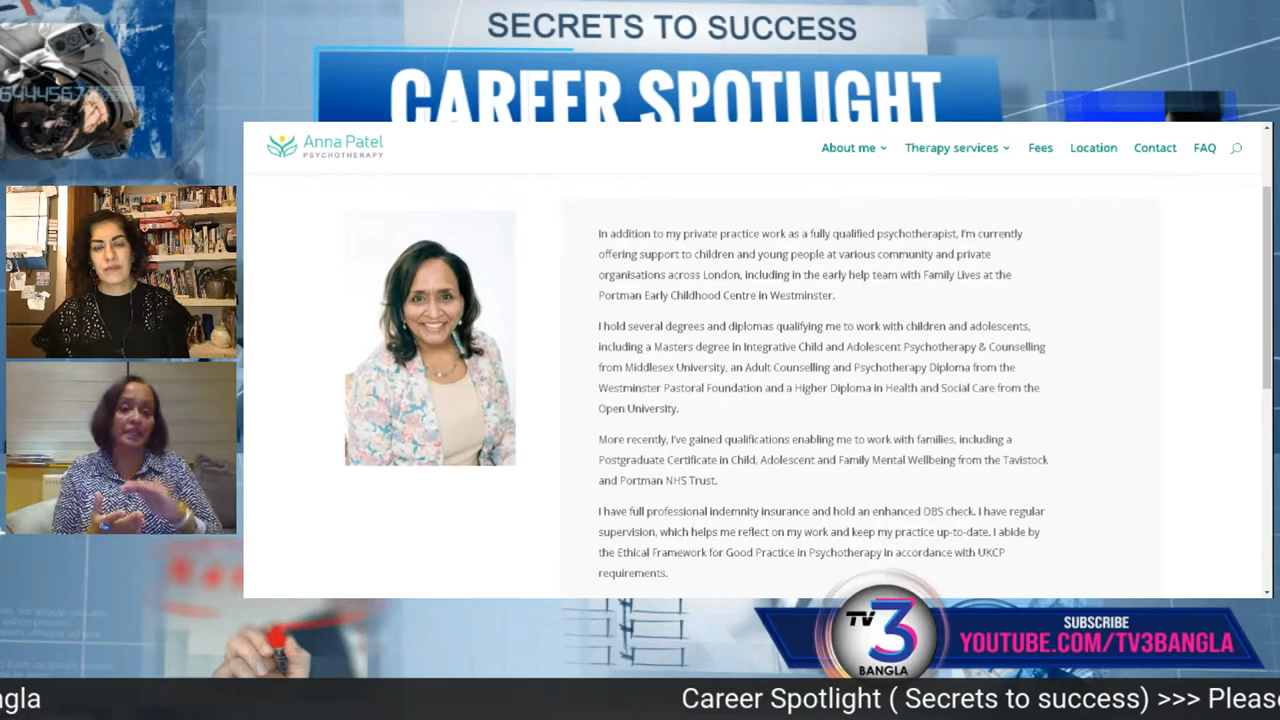 SECRETS TO SUCCESS
CAREER SPOTLIGHT
6444567
Anna Patel
PSYCHOTHERAPY
About me
Therapy services
Fees
Location
Contact
FAQ
In addition to my private practice work as a fully qualified psychotherapist, I'm currently
offering support to children and young people at various community and private
organisations across London, including in the early help team with Family Lives at the
Portman Early Childhood Centre in Westminster.
I hold several degrees and diplomas qualifying me to work with children and adolescents,
including a Masters degree in Integrative Child and Adolescent Psychotherapy & Counselling
from Middlesex University, an Adult Counselling and Psychotherapy Diploma from the
Westminster Pastoral Foundation and a Higher Diploma in Health and Social Care from the
Open University.
More recently, I've gained qualifications enabling me to work with families, including a
Postgraduate Certificate in Child, Adolescent and Family Mental Wellbeing from the Tavistock
and Portman NHS Trust.
I have full professional indemnity insurance and hold an enhanced DBS check. I have regular
supervision, which helps me reflect on my work and keep my practice up-to-date. I abide by
the Ethical Framework for Good Practice in Psychotherapy in accordance with UKCP
requirements.
TV3
BANGLA
SUBSCRIBE
YOUTUBE.COM/TV3BANGLA
ngla
Career Spotlight ( Secrets to success) >>> Please